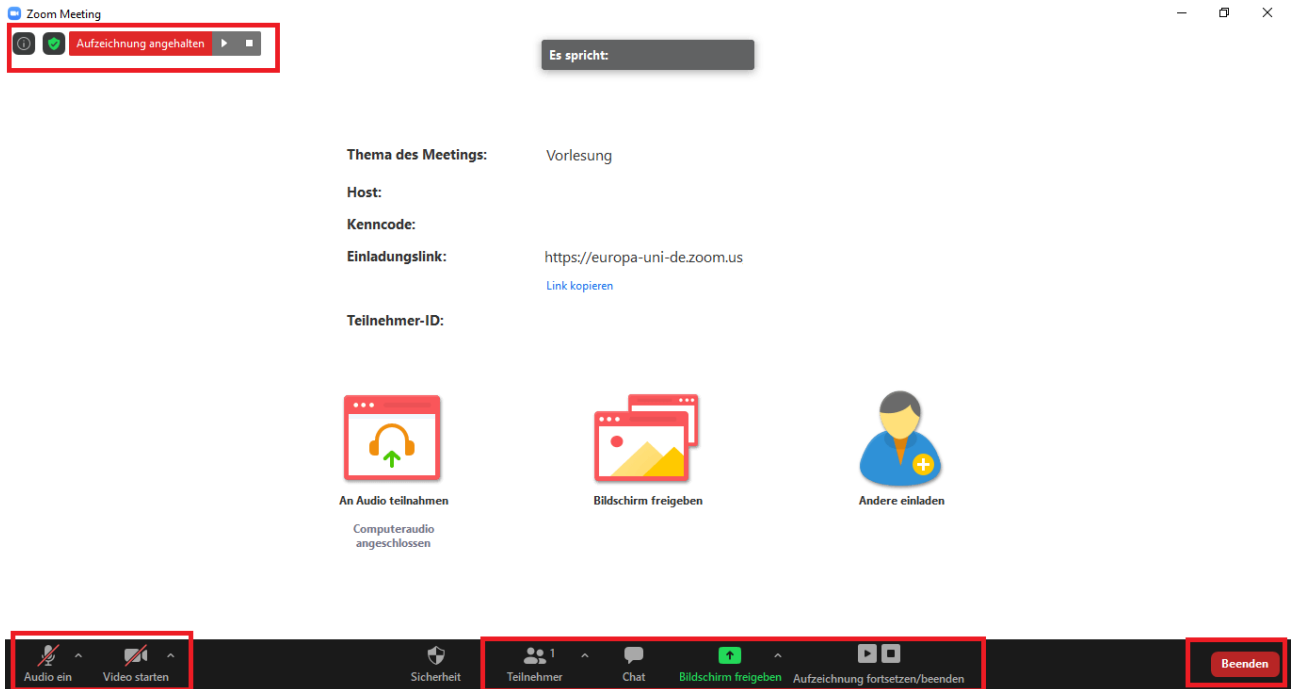 Zoom Meeting
Aufzeichnung angehalten
Es spricht:
Thema des Meetings: Vorlesung
Host:
Kenncode:
Einladungslink: https://europa-uni-de.zoom.us
Link kopieren
Teilnehmer-ID:
An Audio teilnahmen
Bildschirm freigeben
Andere einladen
Computeraudio
angeschlossen
Audio ein
Video starten
Sicherheit
Teilnehmer
1
Chat
Bildschirm freigeben
Aufzeichnung fortsetzen/beenden
Beenden